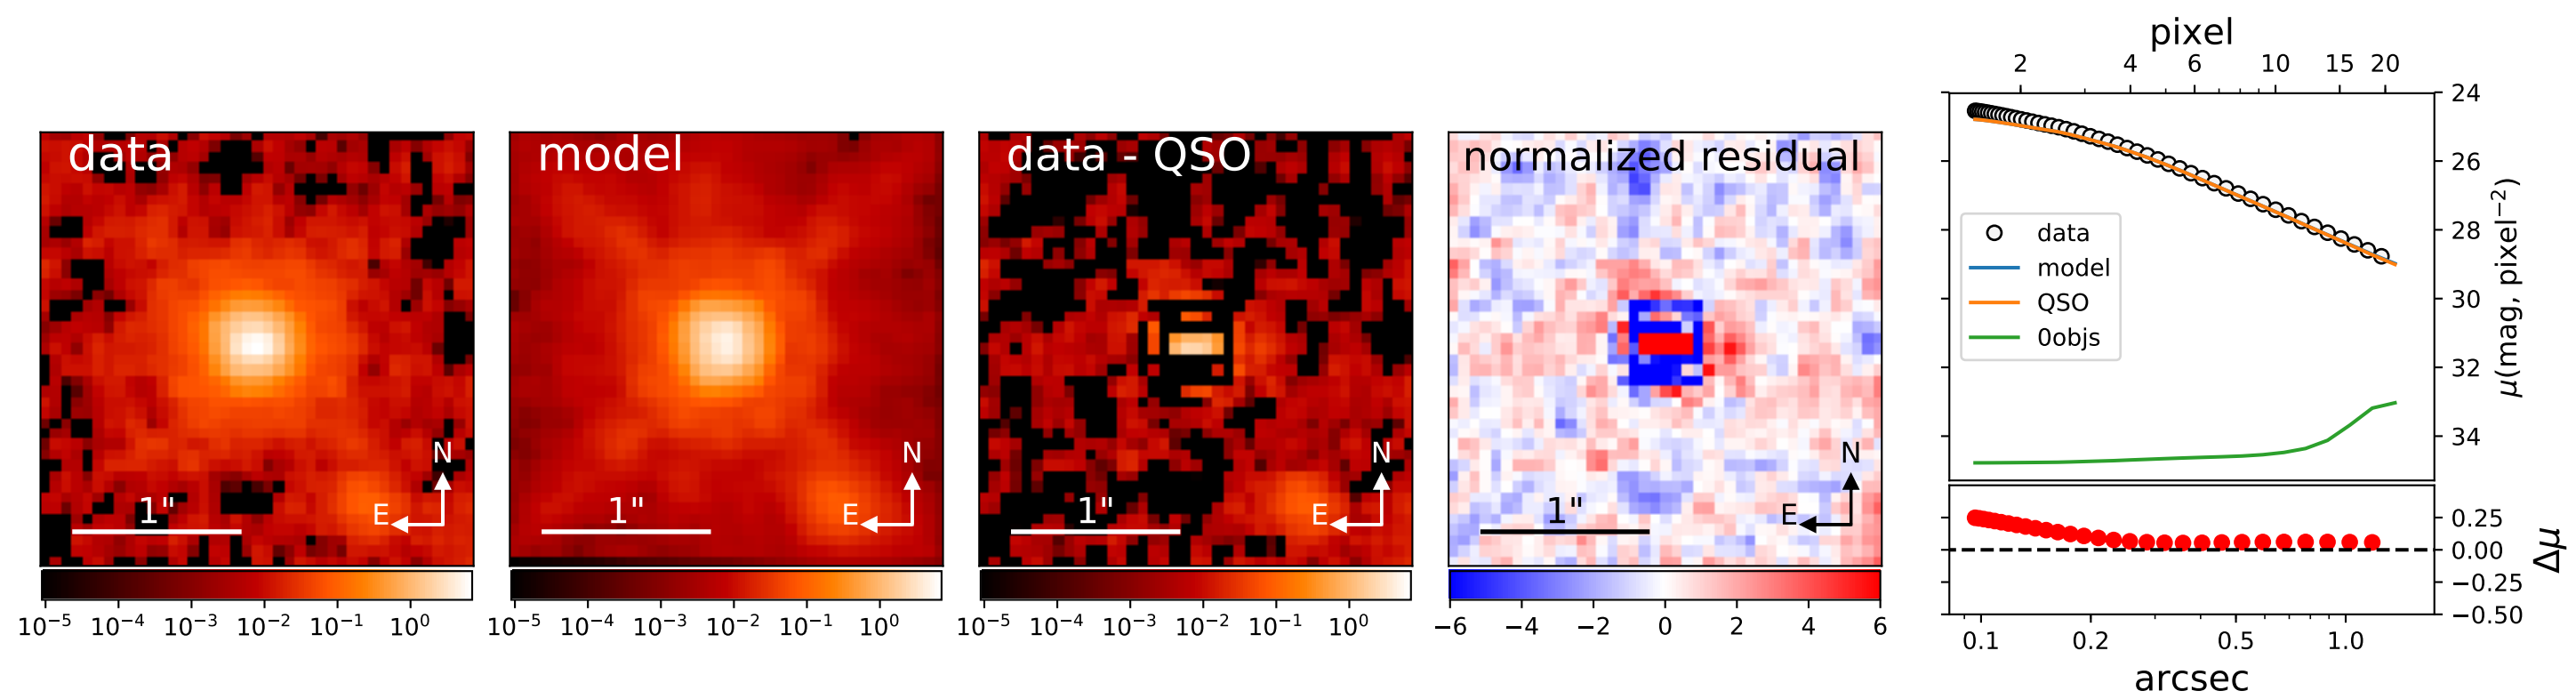 data
N
E
1"
10⁻⁵ 10⁻⁴ 10⁻³ 10⁻² 10⁻¹ 10⁰
model
N
E
1"
10⁻⁵ 10⁻⁴ 10⁻³ 10⁻² 10⁻¹ 10⁰
data - QSO
N
E
1"
10⁻⁵ 10⁻⁴ 10⁻³ 10⁻² 10⁻¹ 10⁰
normalized residual
N
E
1"
−6 −4 −2 0 2 4 6
pixel
2 4 6 10 15 20
24
26
28
30
32
34
μ(mag, pixel⁻²)
data
model
QSO
0objs
0.25
0.00
−0.25
−0.50
Δμ
0.1 0.2 0.5 1.0
arcsec